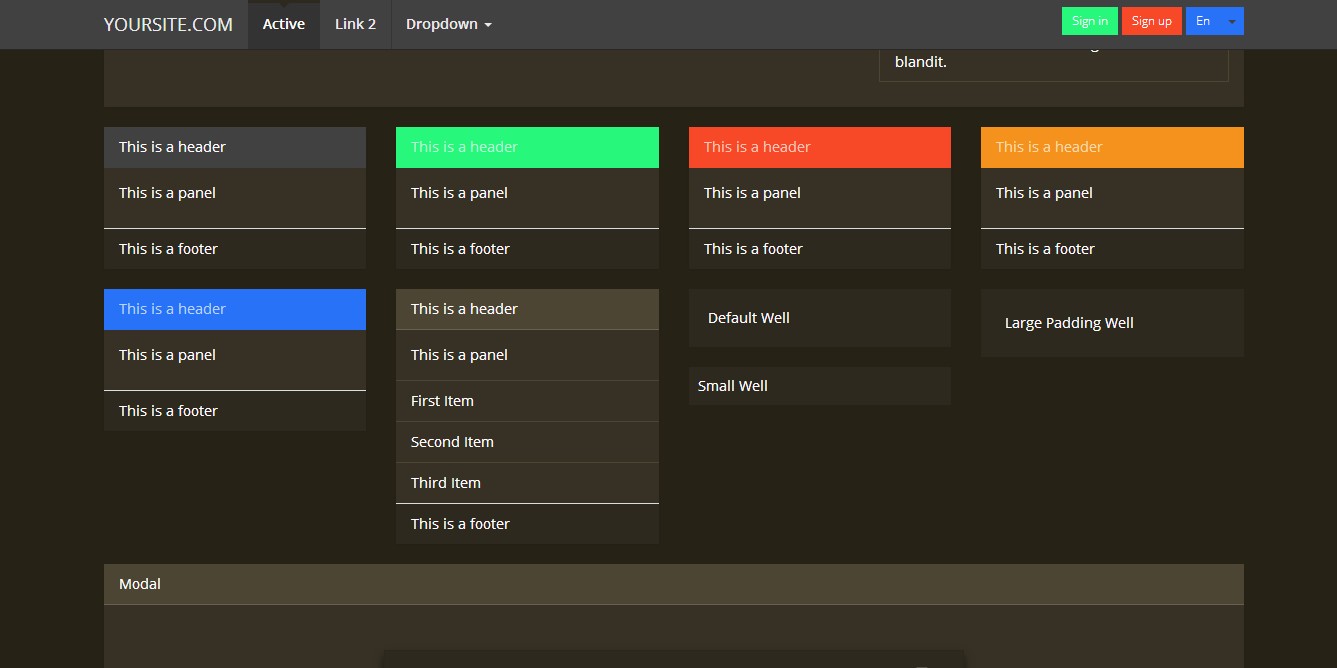 YOURSITE.COM Active Link 2 Dropdown Sign in Sign up En
blandit.
This is a header This is a header This is a header This is a header
This is a panel This is a panel This is a panel This is a panel
This is a footer This is a footer This is a footer This is a footer
This is a header This is a header Default Well Large Padding Well
This is a panel This is a panel
Small Well
First Item
This is a footer
Second Item
Third Item
This is a footer
Modal